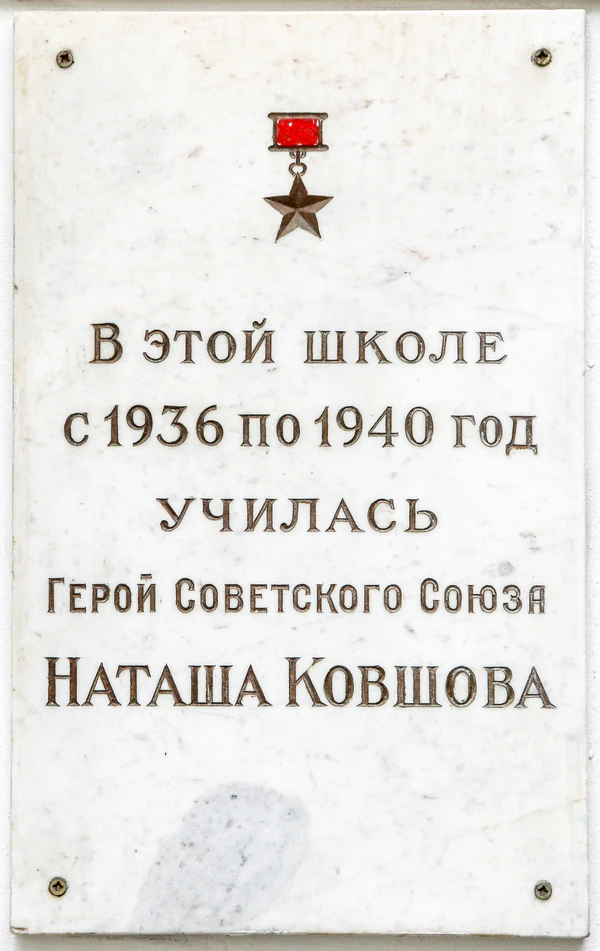 В этой школе
с 1936 по 1940 год
училась
Герой Советского Союза
Наташа Ковшова